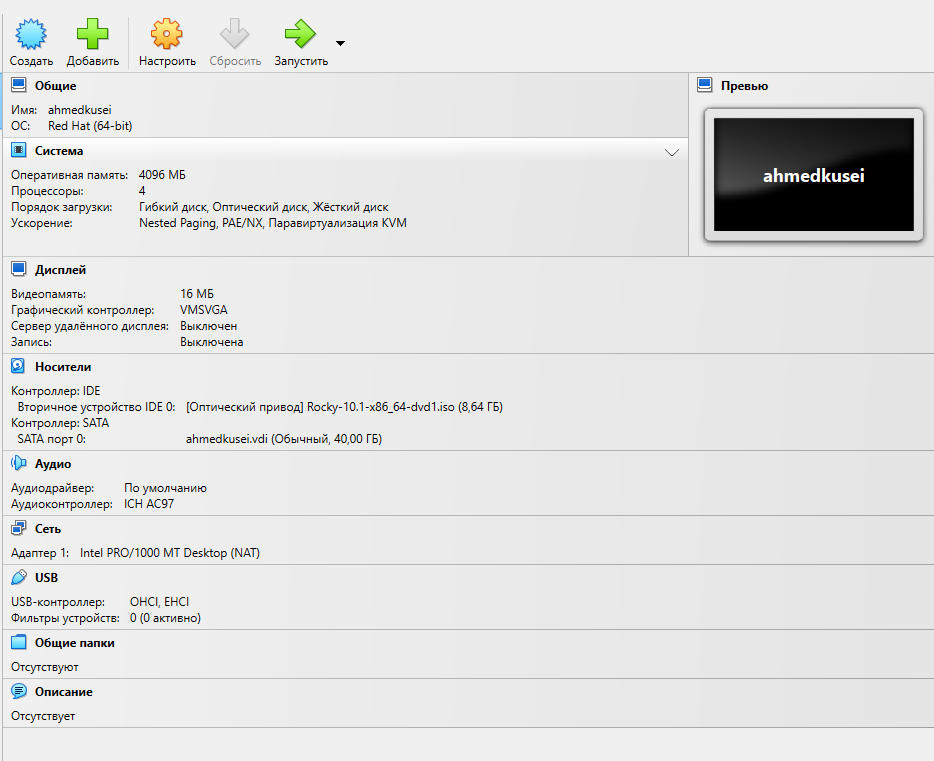 Создать Добавить Настроить Сбросить Запустить
Общие
Имя: ahmedkusei
ОС: Red Hat (64-bit)
Превью
ahmedkusei
Система
Оперативная память: 4096 МБ
Процессоры: 4
Порядок загрузки: Гибкий диск, Оптический диск, Жёсткий диск
Ускорение: Nested Paging, PAE/NX, Паравиртуализация KVM
Дисплей
Видеопамять: 16 МБ
Графический контроллер: VMSVGA
Сервер удалённого дисплея: Выключен
Запись: Выключена
Носители
Контроллер: IDE
Вторичное устройство IDE 0: [Оптический привод] Rocky-10.1-x86_64-dvd1.iso (8,64 ГБ)
Контроллер: SATA
SATA порт 0: ahmedkusei.vdi (Обычный, 40,00 ГБ)
Аудио
Аудиодрайвер: По умолчанию
Аудиоконтроллер: ICH AC97
Сеть
Адаптер 1: Intel PRO/1000 MT Desktop (NAT)
USB
USB-контроллер: OHCI, EHCI
Фильтры устройств: 0 (0 активно)
Общие папки
Отсутствуют
Описание
Отсутствует